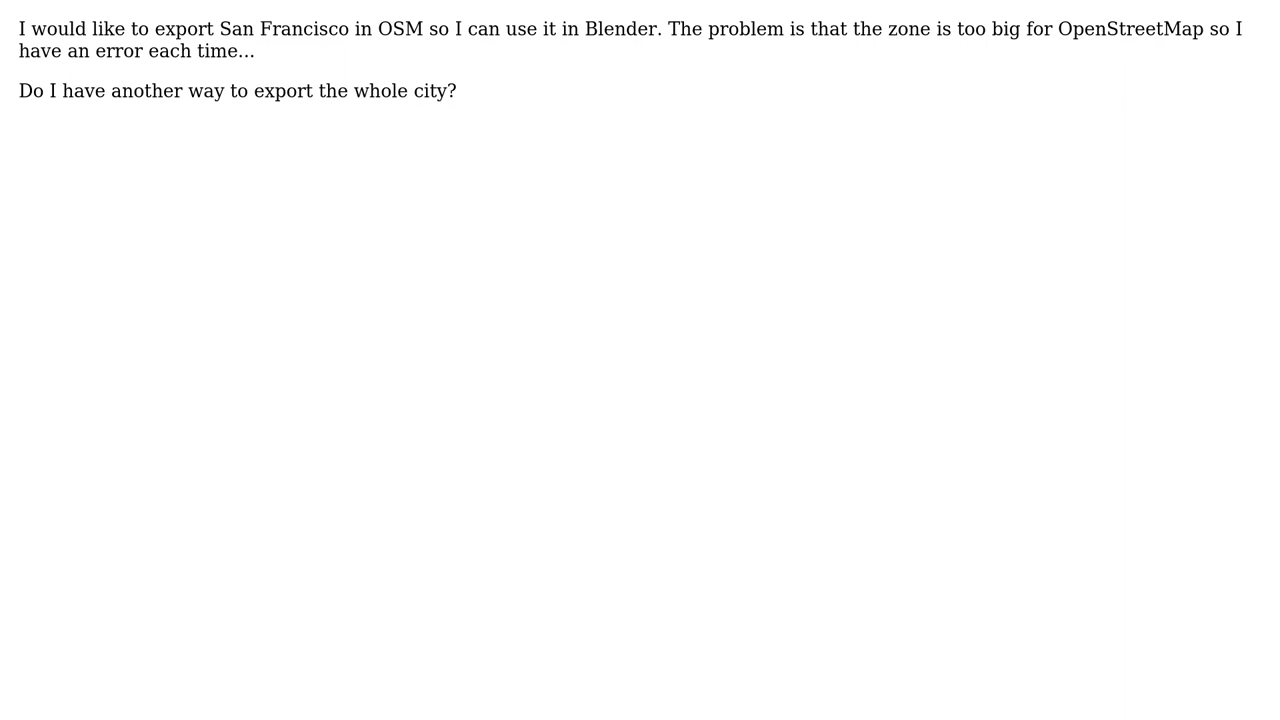 I would like to export San Francisco in OSM so I can use it in Blender. The problem is that the zone is too big for OpenStreetMap so I
have an error each time...
Do I have another way to export the whole city?